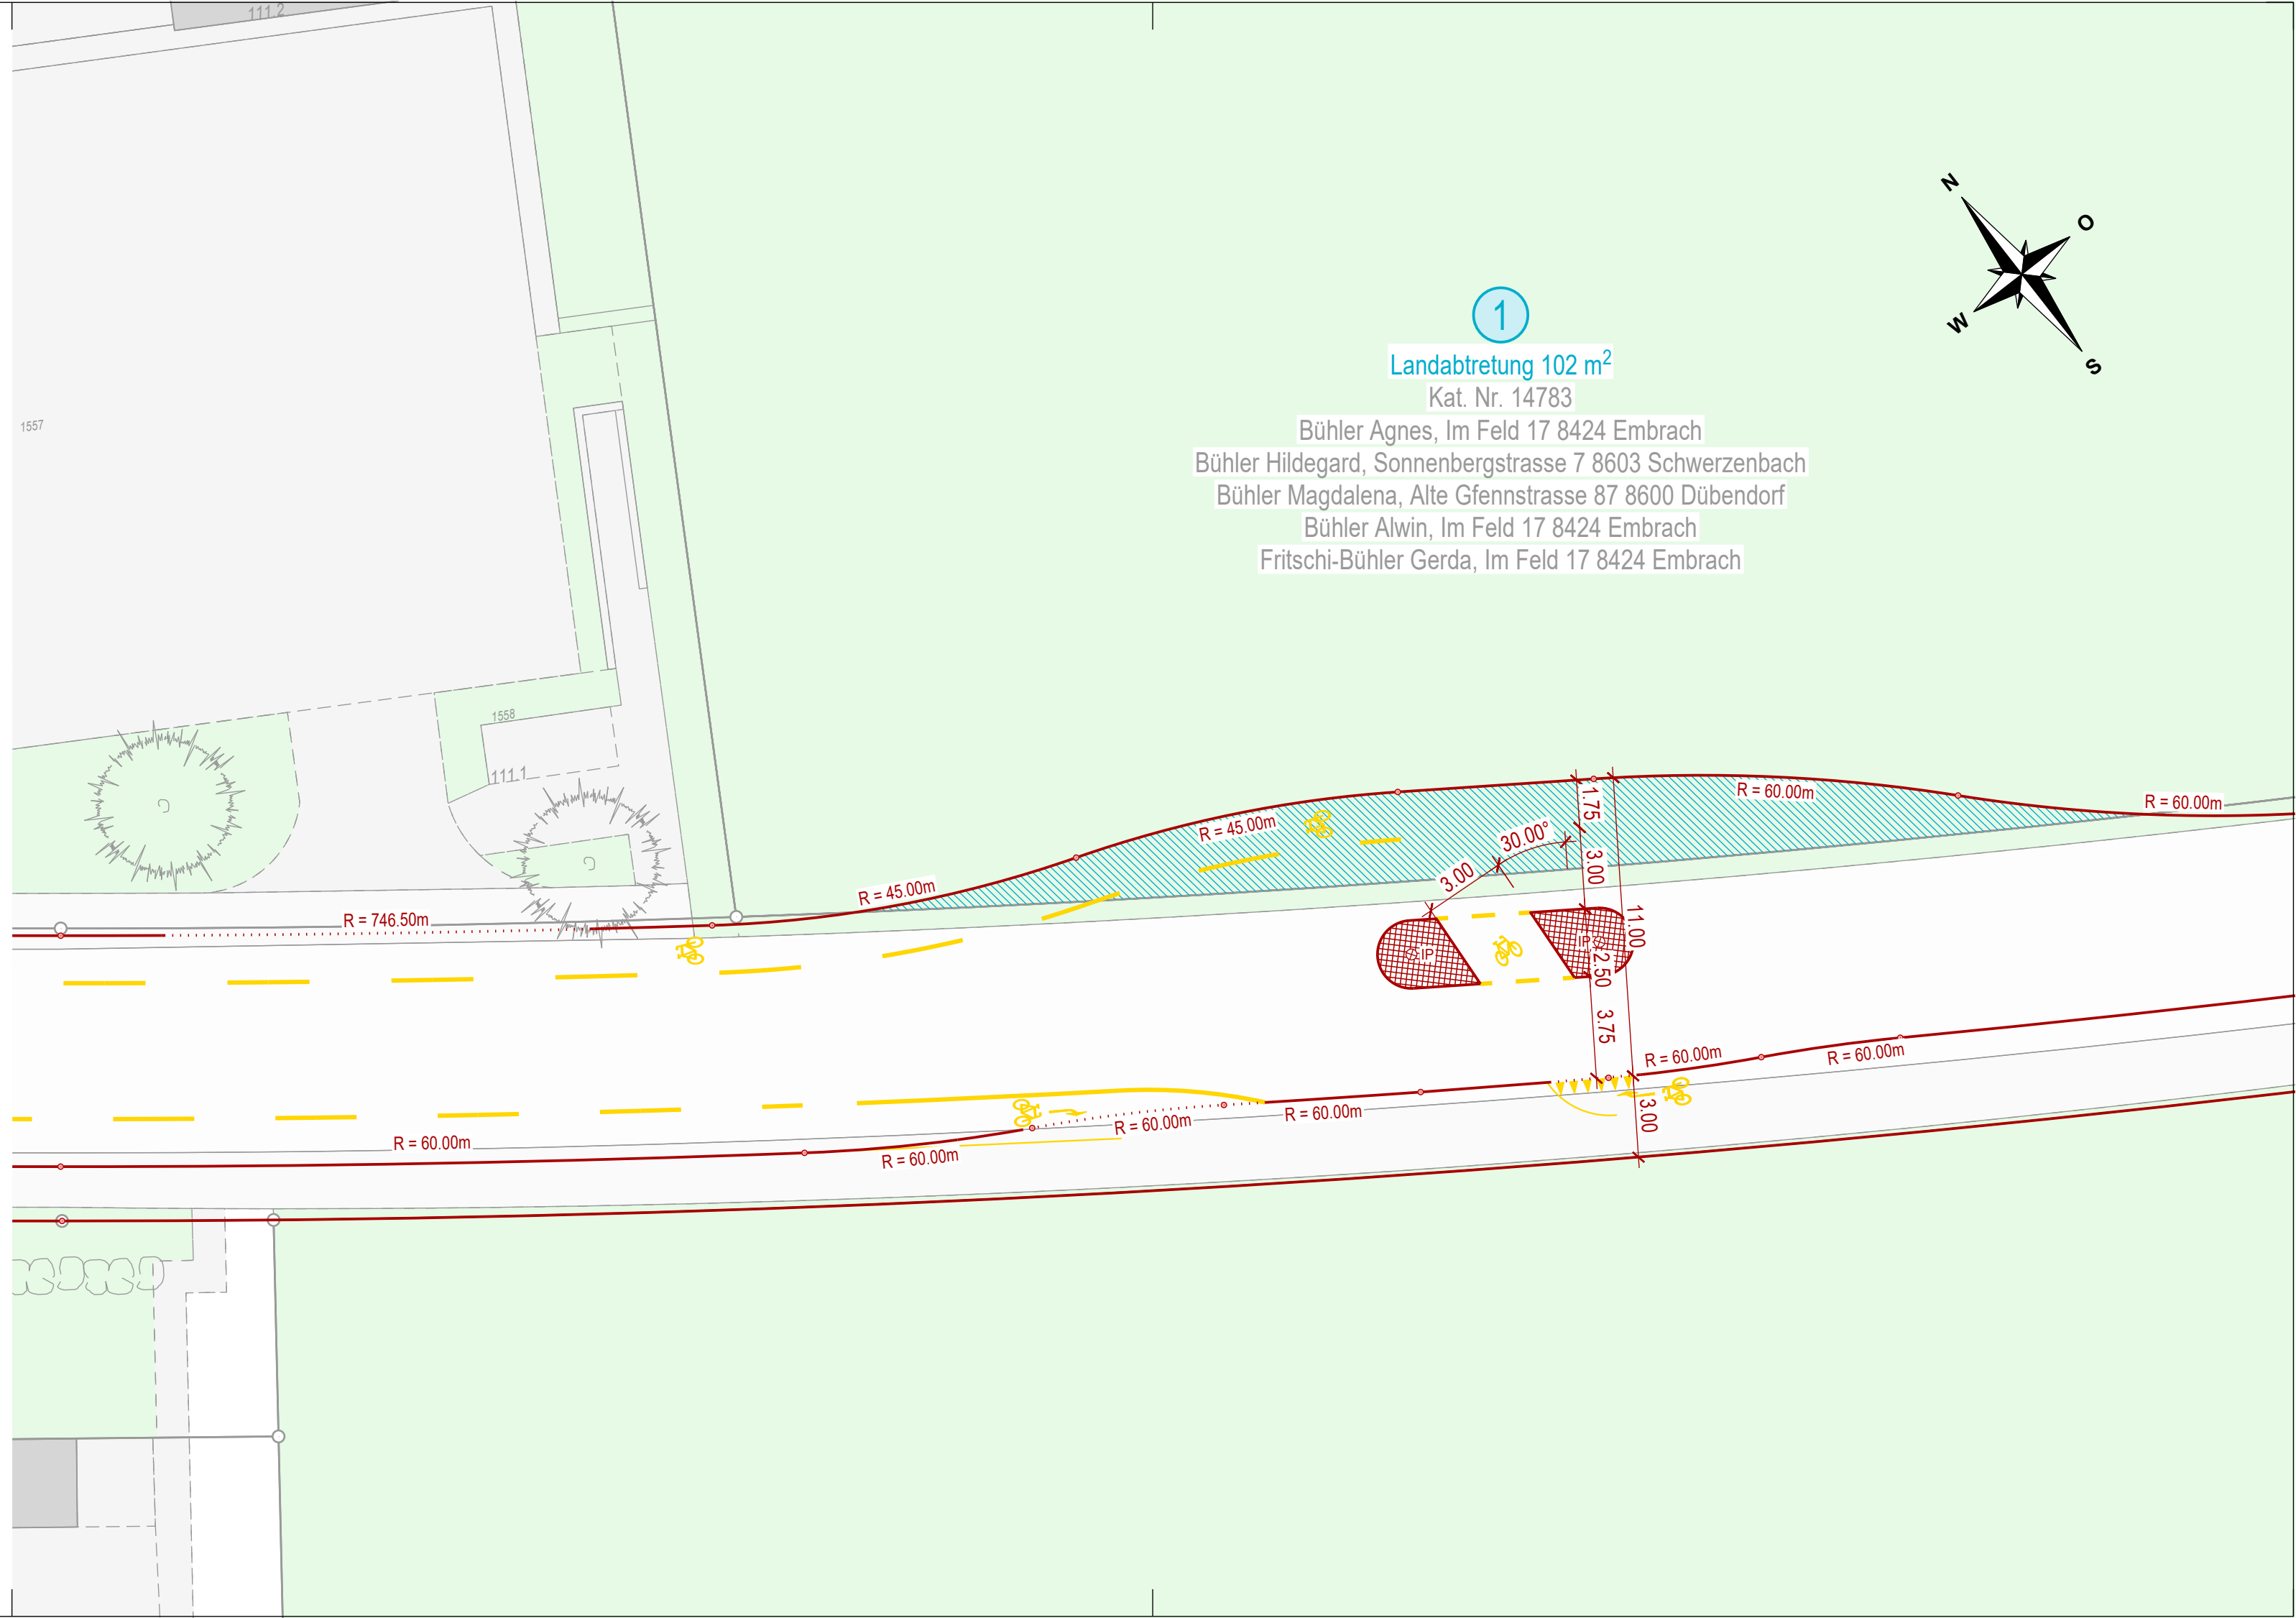 111.2
N
O
W
S
1
Landabtretung 102 m²
Kat. Nr. 14783
Bühler Agnes, Im Feld 17 8424 Embrach
Bühler Hildegard, Sonnenbergstrasse 7 8603 Schwerzenbach
Bühler Magdalena, Alte Gfennstrasse 87 8600 Dübendorf
Bühler Alwin, Im Feld 17 8424 Embrach
Fritschi-Bühler Gerda, Im Feld 17 8424 Embrach
1557
1558
111.1
R = 746.50m
R = 45.00m
R = 45.00m
3.00
30.00°
1.75
3.00
R = 60.00m
R = 60.00m
11.00
IP
IP
2.50
3.75
R = 60.00m
R = 60.00m
R = 60.00m
R = 60.00m
3.00
R = 60.00m
R = 60.00m